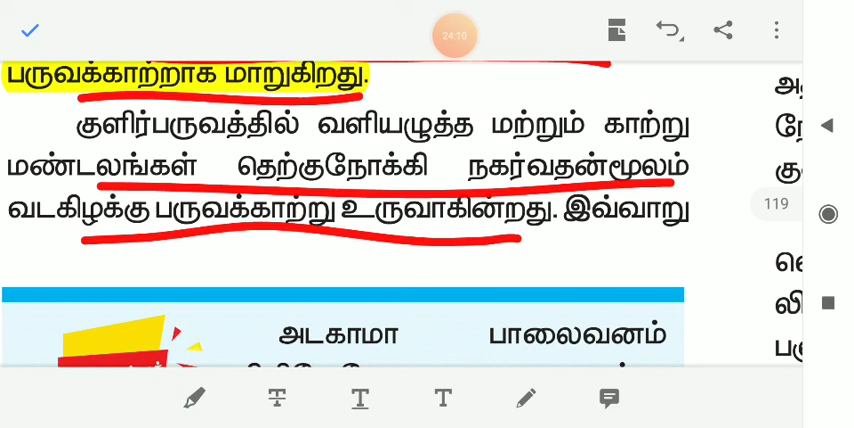 24:10
பருவக்காற்றாக மாறுகிறது.
குளிர்பருவத்தில் வளியழுத்த மற்றும் காற்று
மண்டலங்கள் தெற்குநோக்கி நகர்வதன்மூலம்
வடகிழக்கு பருவக்காற்று உருவாகின்றது. இவ்வாறு
119
அடகாமா பாலைவனம்